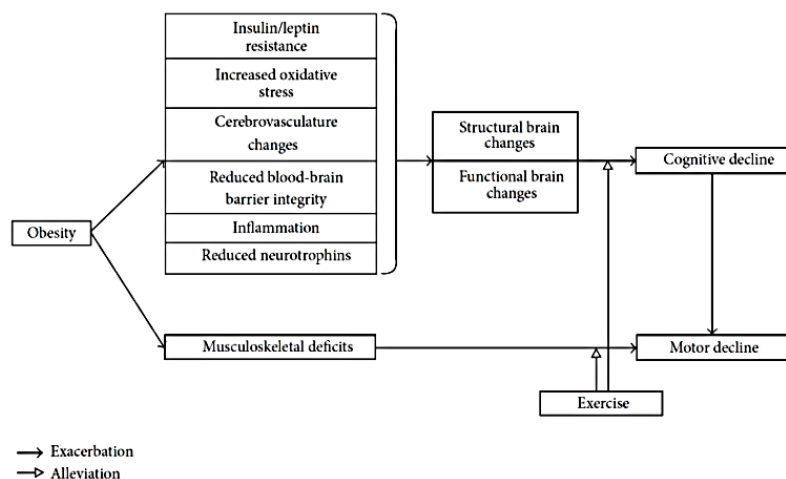 Insulin/leptin
resistance
Increased oxidative
stress
Cerebrovasculature
changes
Reduced blood-brain
barrier integrity
Inflammation
Reduced neurotrophins
Structural brain
changes
Functional brain
changes
Cognitive decline
Obesity
Musculoskeletal deficits
Motor decline
Exercise
Exacerbation
Alleviation